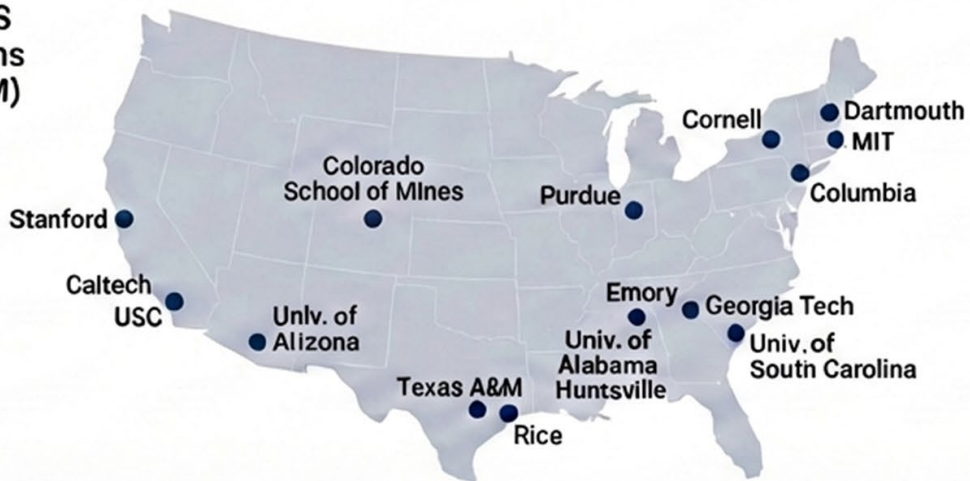 S
ns
M)
Cornell
Dartmouth
MIT
Columbia
Colorado
School of MInes
Purdue
Stanford
Caltech
USC
Unlv. of
Alizona
Emory
Georgia Tech
Univ. of
Alabama
Huntsville
Univ. of
South Carolina
Texas A&M
Rice